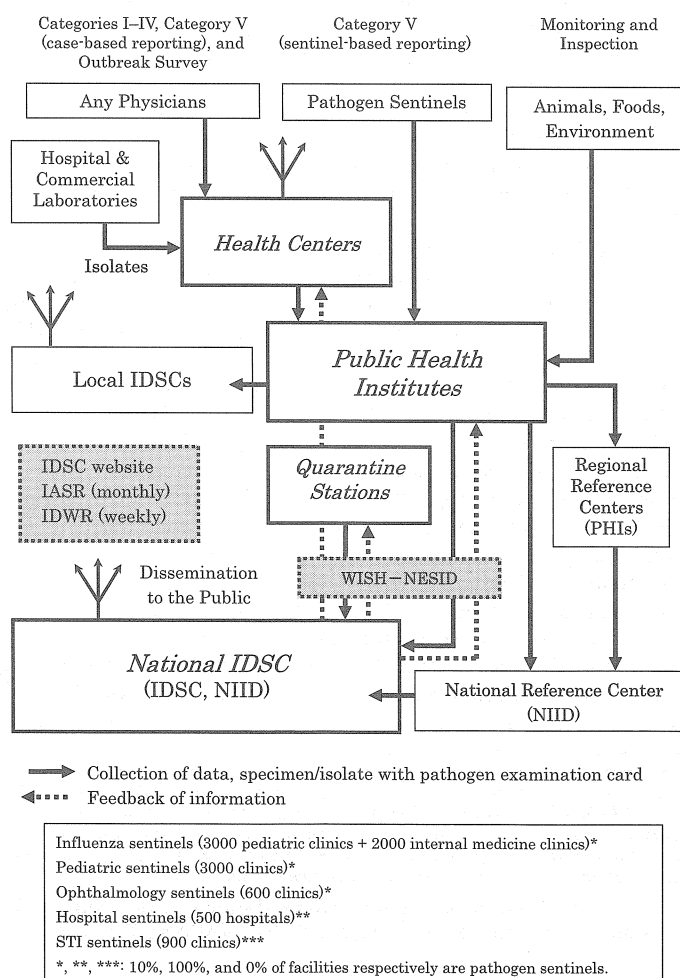 Categories I–IV, Category V
(case-based reporting), and
Outbreak Survey
Category V
(sentinel-based reporting)
Monitoring and
Inspection
Any Physicians
Pathogen Sentinels
Animals, Foods,
Environment
Hospital &
Commercial
Laboratories
Health Centers
Isolates
Local IDSCs
Public Health
Institutes
IDSC website
IASR (monthly)
IDWR (weekly)
Quarantine
Stations
Regional
Reference
Centers
(PHIs)
WISH–NESID
Dissemination
to the Public
National IDSC
(IDSC, NIID)
National Reference Center
(NIID)
Collection of data, specimen/isolate with pathogen examination card
Feedback of information
Influenza sentinels (3000 pediatric clinics + 2000 internal medicine clinics)*
Pediatric sentinels (3000 clinics)*
Ophthalmology sentinels (600 clinics)*
Hospital sentinels (500 hospitals)**
STI sentinels (900 clinics)***
*, **, ***: 10%, 100%, and 0% of facilities respectively are pathogen sentinels.